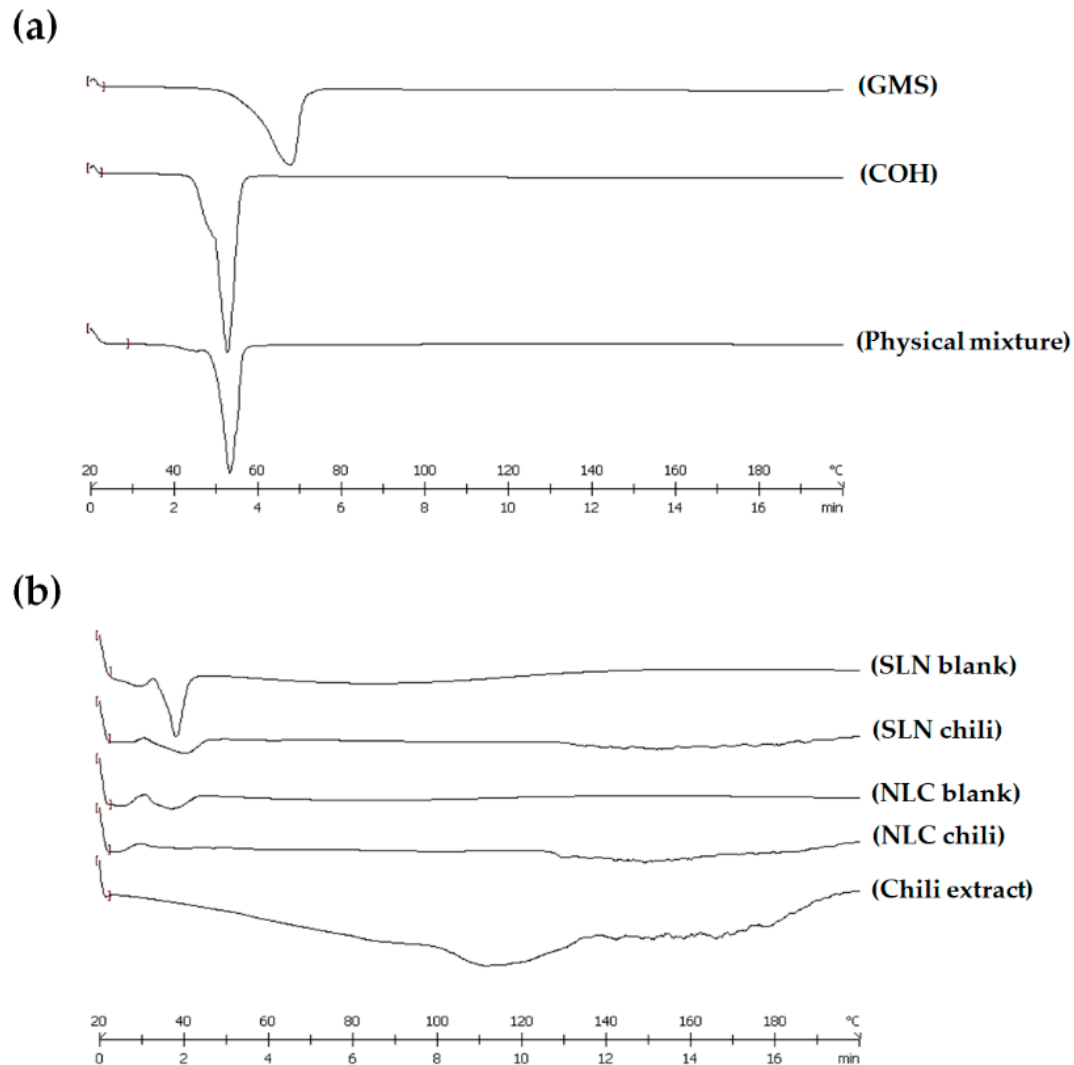 (a)
(GMS)
(COH)
(Physical mixture)
20 40 60 80 100 120 140 160 180 °C
0 2 4 6 8 10 12 14 16 min
(b)
(SLN blank)
(SLN chili)
(NLC blank)
(NLC chili)
(Chili extract)
20 40 60 80 100 120 140 160 180 °C
0 2 4 6 8 10 12 14 16 min